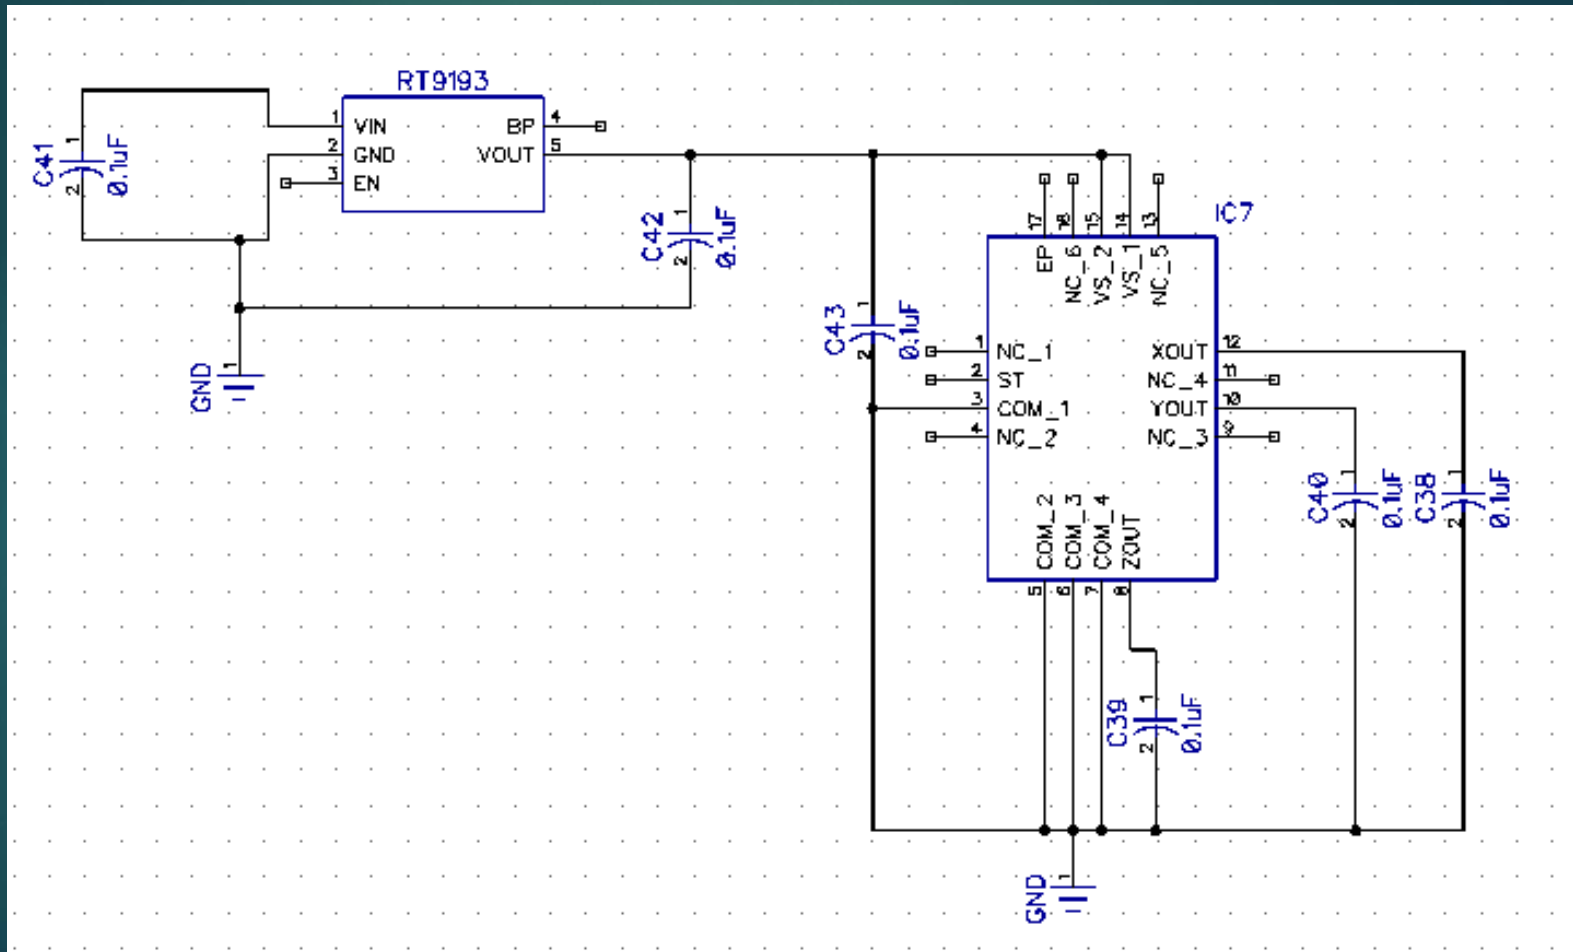 RT9193
1 VIN
2 GND
3 EN
BP 4
VOUT 5
C41
1
2
0.1uF
C42
1
2
0.1uF
GND
1
IC7
17 16 15 14 13
EP
NC_6
VS_2
VS_1
NC_5
C43
1
2
0.1uF
1 NC_1
2 ST
3 COM_1
4 NC_2
XOUT 12
NC_4 11
YOUT 10
NC_3 9
COM_2
COM_3
COM_4
ZOUT
5 6 7 8
C40
1
2
0.1uF
C38
1
2
0.1uF
C39
1
2
0.1uF
GND
1